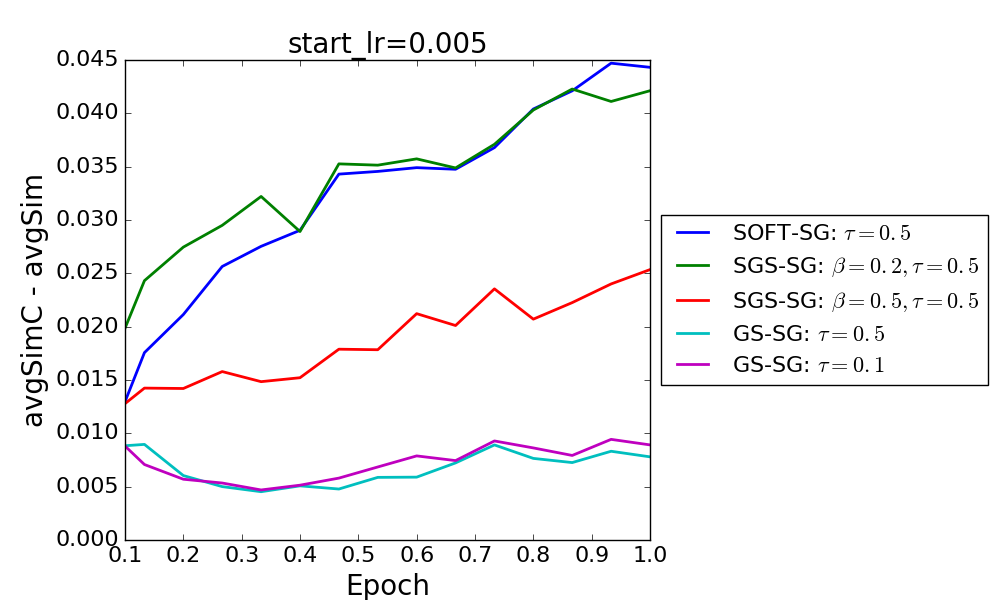 start_lr=0.005
avgSimC - avgSim
0.045
0.040
0.035
0.030
0.025
0.020
0.015
0.010
0.005
0.000
0.1 0.2 0.3 0.4 0.5 0.6 0.7 0.8 0.9 1.0
Epoch
SOFT-SG: τ = 0.5
SGS-SG: β = 0.2, τ = 0.5
SGS-SG: β = 0.5, τ = 0.5
GS-SG: τ = 0.5
GS-SG: τ = 0.1